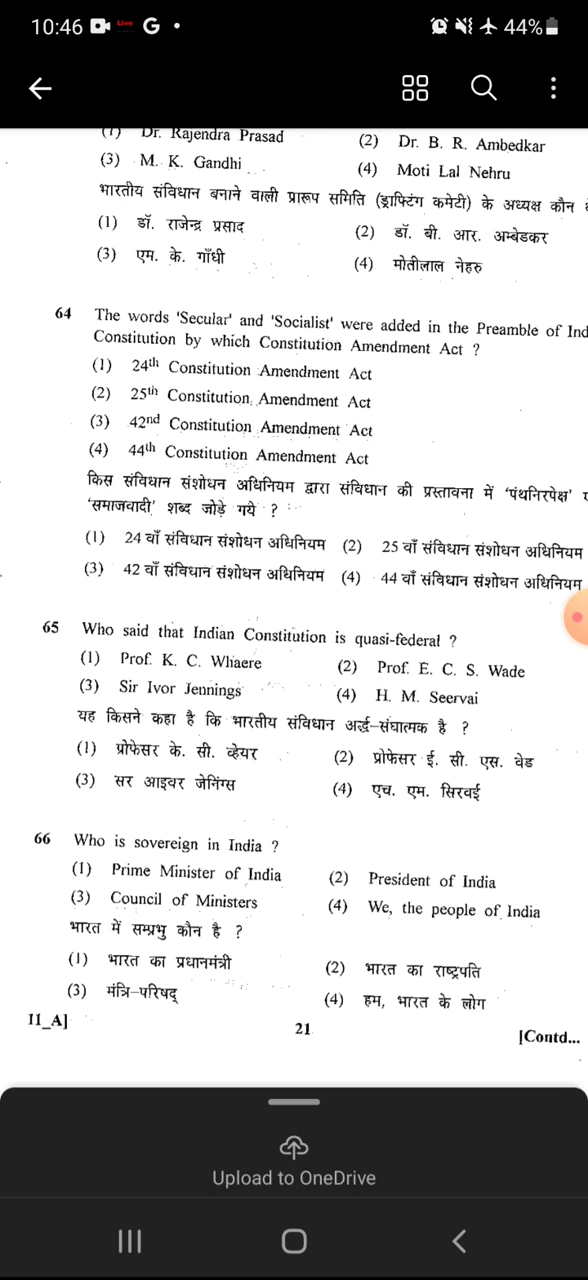 10:46 Live G • 44%
(1) Dr. Rajendra Prasad (2) Dr. B. R. Ambedkar
(3) M. K. Gandhi (4) Moti Lal Nehru
भारतीय संविधान बनाने वाली प्रारूप समिति (ड्राफ्टिंग कमेटी) के अध्यक्ष कौन
(1) डॉ. राजेन्द्र प्रसाद (2) डॉ. बी. आर. अम्बेडकर
(3) एम. के. गाँधी (4) मोतीलाल नेहरु
64 The words 'Secular' and 'Socialist' were added in the Preamble of Ind
Constitution by which Constitution Amendment Act ?
(1) 24th Constitution Amendment Act
(2) 25th Constitution Amendment Act
(3) 42nd Constitution Amendment Act
(4) 44th Constitution Amendment Act
किस संविधान संशोधन अधिनियम द्वारा संविधान की प्रस्तावना में 'पंथनिरपेक्ष'
'समाजवादी' शब्द जोड़े गये ?
(1) 24 वाँ संविधान संशोधन अधिनियम (2) 25 वाँ संविधान संशोधन अधिनियम
(3) 42 वाँ संविधान संशोधन अधिनियम (4) 44 वाँ संविधान संशोधन अधिनियम
65 Who said that Indian Constitution is quasi-federal ?
(1) Prof. K. C. Whaere (2) Prof. E. C. S. Wade
(3) Sir Ivor Jennings (4) H. M. Seervai
यह किसने कहा है कि भारतीय संविधान अर्द्ध-संघात्मक है ?
(1) प्रोफेसर के. सी. व्हेयर (2) प्रोफेसर ई. सी. एस. वेड
(3) सर आइवर जेनिंग्स (4) एच. एम. सिरवई
66 Who is sovereign in India ?
(1) Prime Minister of India (2) President of India
(3) Council of Ministers (4) We, the people of India
भारत में सम्प्रभु कौन है ?
(1) भारत का प्रधानमंत्री (2) भारत का राष्ट्रपति
(3) मंत्रि-परिषद् (4) हम, भारत के लोग
11_A] 21 [Contd...
Upload to OneDrive